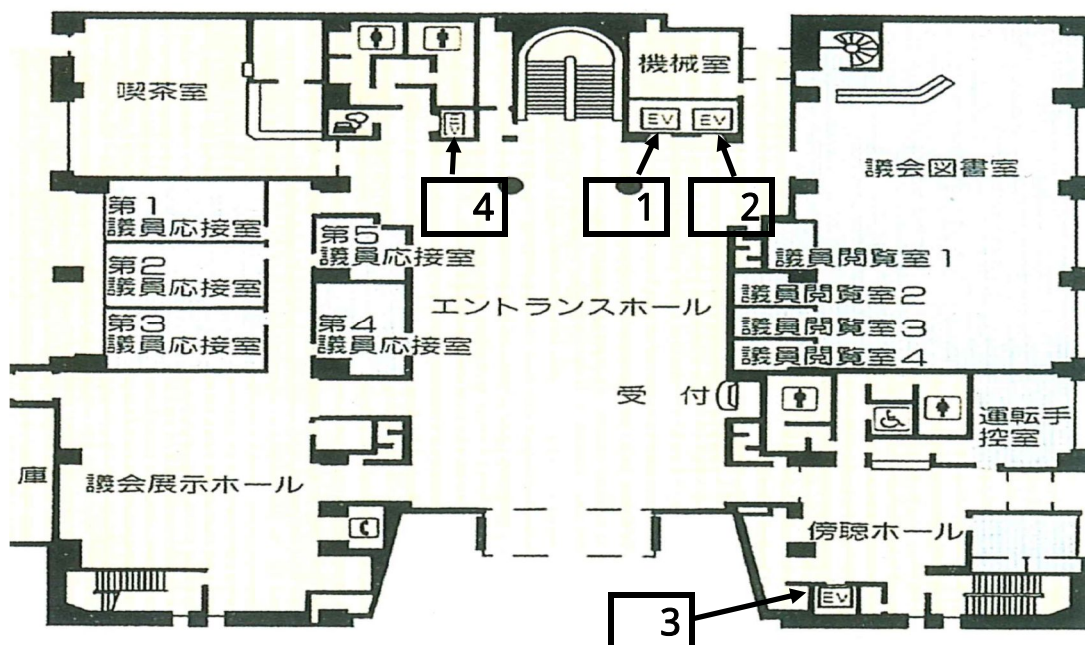 喫茶室
機械室
EV
EV
EV
議会図書室
4
1
2
第1
議員応接室
第2
議員応接室
第3
議員応接室
第5
議員応接室
第4
議員応接室
エントランスホール
議員閲覧室1
議員閲覧室2
議員閲覧室3
議員閲覧室4
受 付
運転手
控室
庫
議会展示ホール
傍聴ホール
EV
3